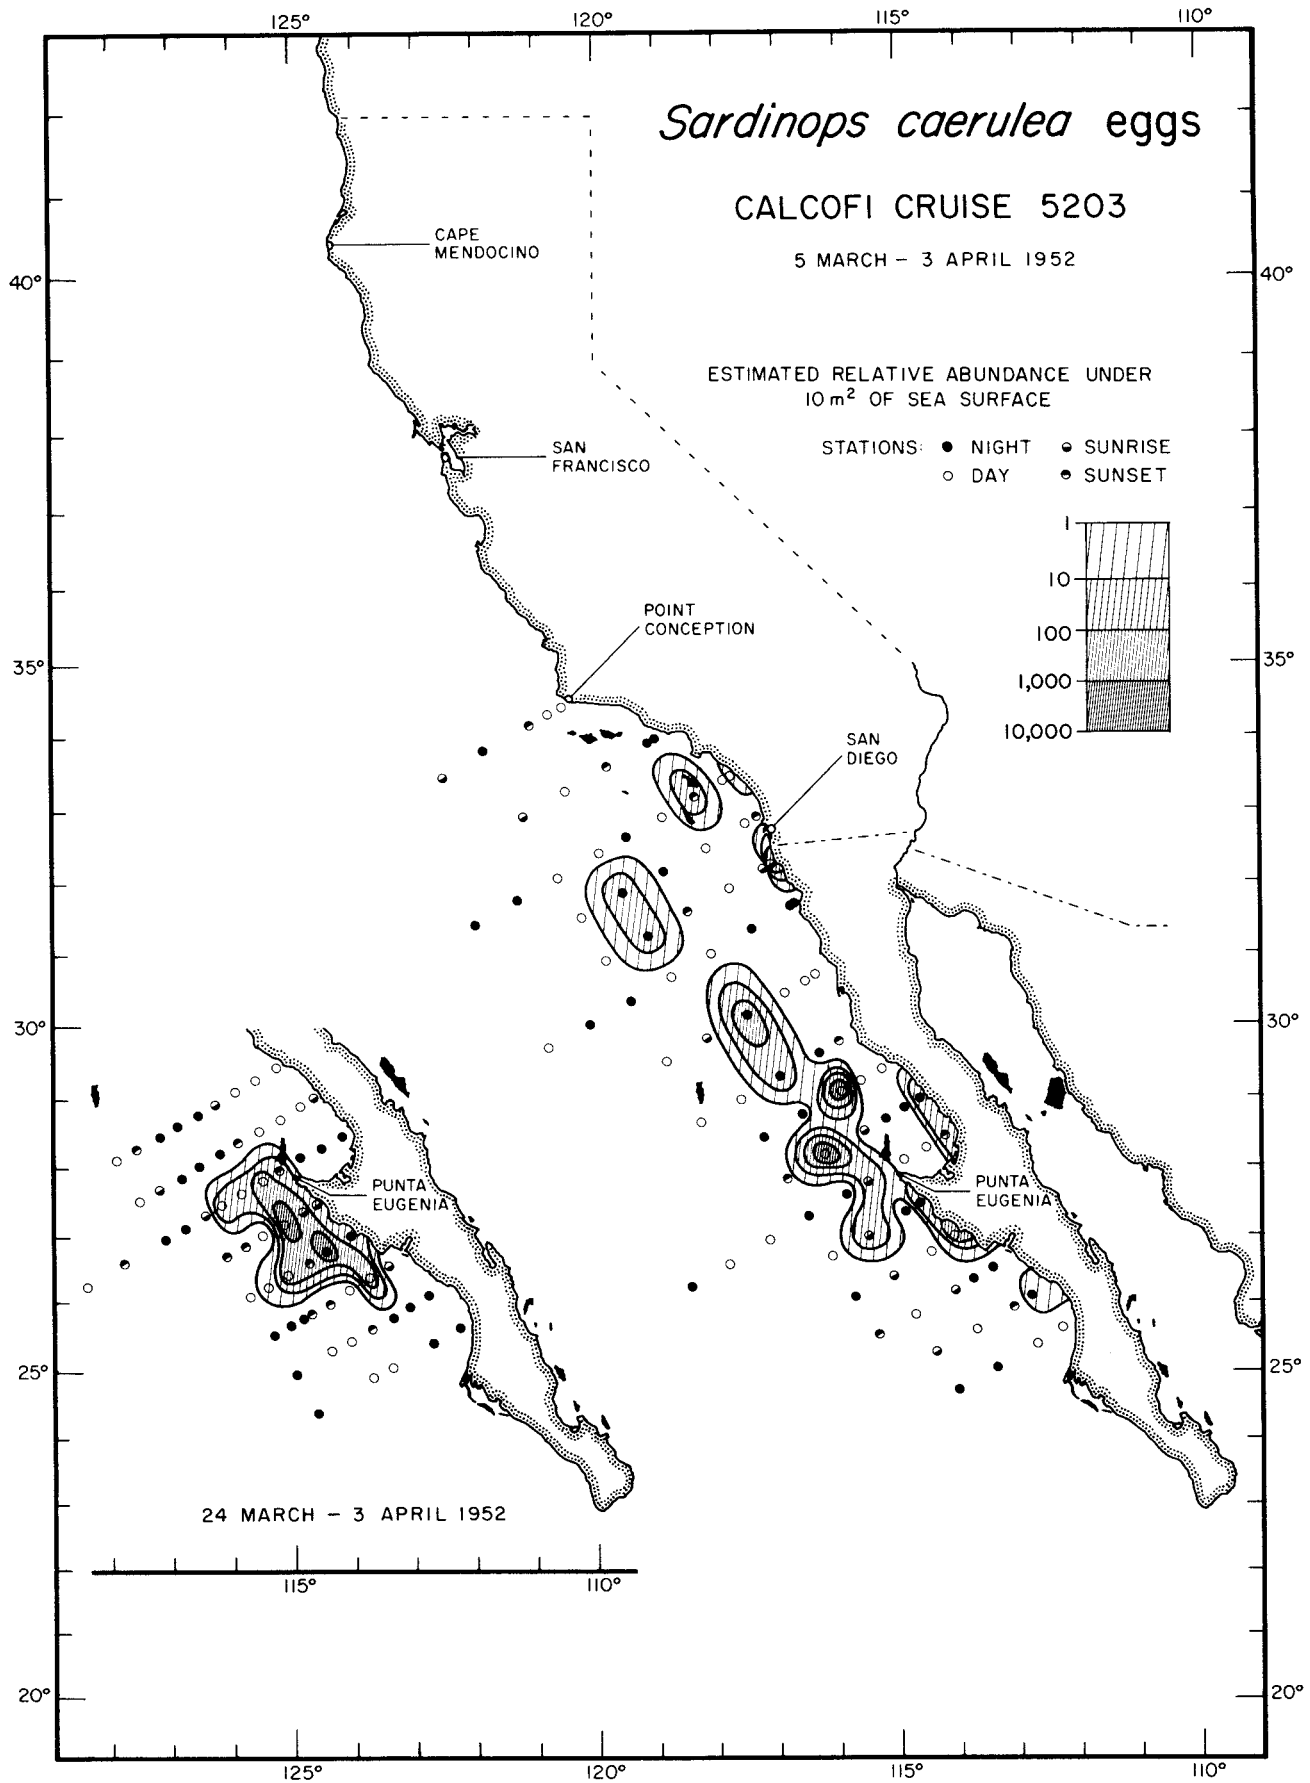 125° 120° 115° 110°
Sardinops caerulea eggs
CALCOFI CRUISE 5203
5 MARCH – 3 APRIL 1952
CAPE
MENDOCINO
40° 40°
ESTIMATED RELATIVE ABUNDANCE UNDER
10 m² OF SEA SURFACE
STATIONS: ● NIGHT SUNRISE
○ DAY SUNSET
SAN
FRANCISCO
1
10
100
1,000
10,000
POINT
CONCEPTION
35° 35°
SAN
DIEGO
30° 30°
PUNTA
EUGENIA
PUNTA
EUGENIA
25° 25°
24 MARCH – 3 APRIL 1952
115° 110°
20° 20°
125° 120° 115° 110°